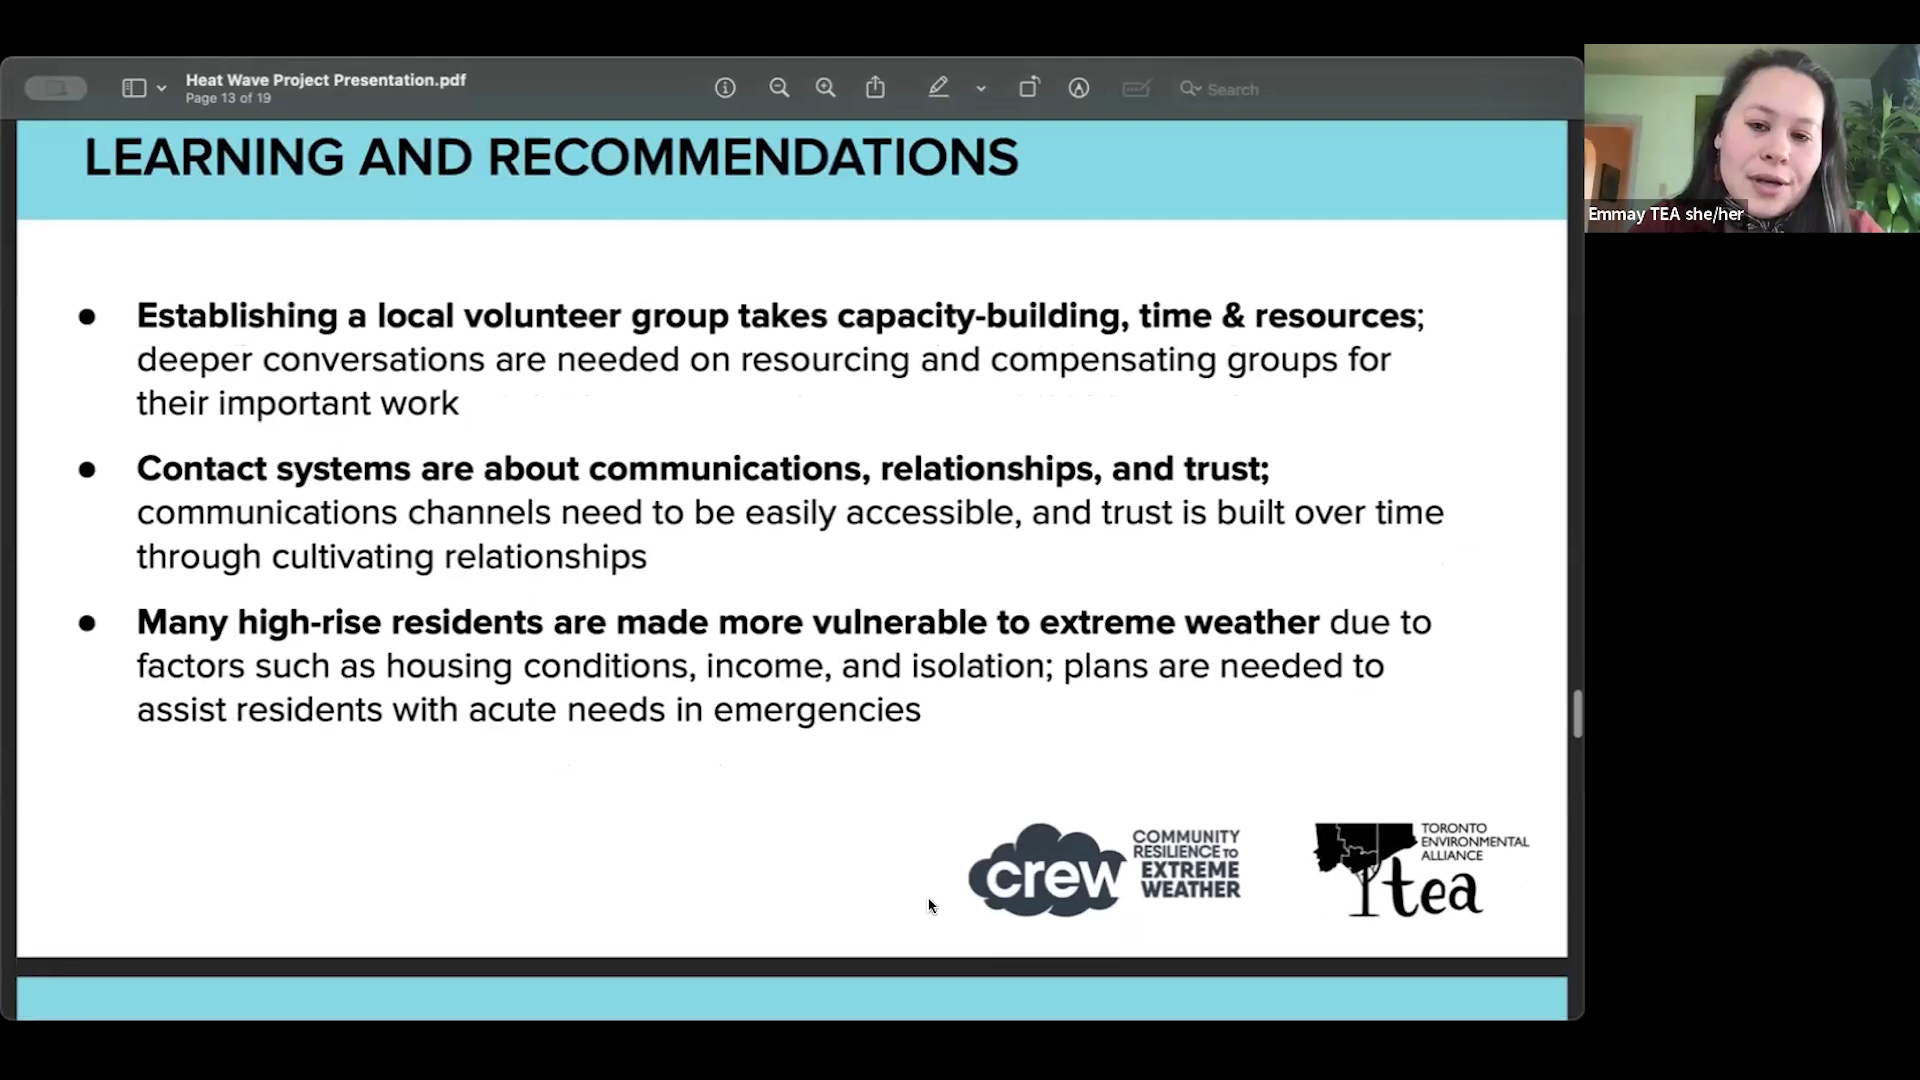 Heat Wave Project Presentation.pdf
Page 13 of 19
Search
LEARNING AND RECOMMENDATIONS
● Establishing a local volunteer group takes capacity-building, time & resources;
deeper conversations are needed on resourcing and compensating groups for
their important work
● Contact systems are about communications, relationships, and trust;
communications channels need to be easily accessible, and trust is built over time
through cultivating relationships
● Many high-rise residents are made more vulnerable to extreme weather due to
factors such as housing conditions, income, and isolation; plans are needed to
assist residents with acute needs in emergencies
crew
COMMUNITY
RESILIENCE TO
EXTREME
WEATHER
TORONTO
ENVIRONMENTAL
ALLIANCE
tea
Emmay TEA she/her